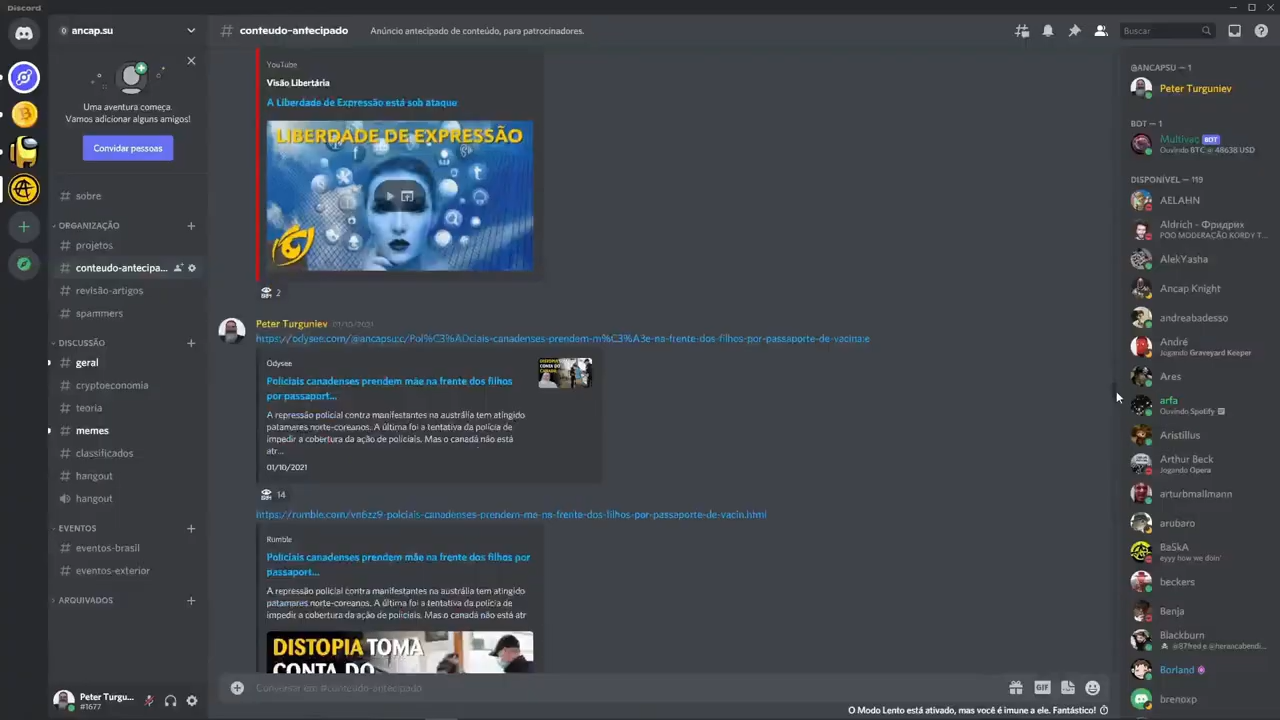 Discord
ancap.su
conteudo-antecipado
Anúncio antecipado de conteúdo, para patrocinadores.
Buscar
Uma aventura começa.
Vamos adicionar alguns amigos!
Convidar pessoas
sobre
ORGANIZAÇÃO
projetos
conteudo-antecipa...
revisão-artigos
spammers
DISCUSSÃO
geral
cryptoeconomia
teoria
memes
classificados
hangout
hangout
EVENTOS
eventos-brasil
eventos-exterior
ARQUIVADOS
Peter Turgu...
#1677
YouTube
Visão Libertária
A Liberdade de Expressão está sob ataque
LIBERDADE DE EXPRESSÃO
2
Peter Turguniev 01/10/2021
https://odysee.com/@ancapsu:c/Pol%C3%ADciais-canadenses-prendem-m%C3%A3e-na-frente-dos-filhos-por-passaporte-de-vacina:e
Odysee
Policiais canadenses prendem mãe na frente dos filhos
por passaport...
A repressão policial contra manifestantes na austrália tem atingido
patamares norte-coreanos. A última foi a tentativa da polícia de
impedir a cobertura da ação de policiais. Mas o canadá não está
atr...
01/10/2021
14
https://rumble.com/vn6zz9-polciais-canadenses-prendem-me-na-frente-dos-filhos-por-passaporte-de-vacin.html
Rumble
Policiais canadenses prendem mãe na frente dos filhos por
passaport...
A repressão policial contra manifestantes na austrália tem atingido
patamares norte-coreanos. A última foi a tentativa da polícia de
impedir a cobertura da ação de policiais. Mas o canadá não está atr
DISTOPIA TOMA
CONTA DO
Conversar em #conteudo-antecipado
GIF
O Modo Lento está ativado, mas você é imune a ele. Fantástico!
@ANCAPSU — 1
Peter Turguniev
BOT — 1
Multivac BOT
Ouvindo BTC @ 48638 USD
DISPONÍVEL — 119
AELAHN
Aldrich - Фридрих
POO MODERAÇÃO KORDY T...
AlekYasha
Ancap Knight
andreabadesso
André
Jogando Graveyard Keeper
Ares
arfa
Ouvindo Spotify
Aristillus
Arthur Beck
Jogando Opera
arturbmallmann
arubaro
BaSkA
eyyy how we doin'
beckers
Benja
Blackburn
@87fred e @herancabendi...
Borland
brenoxp